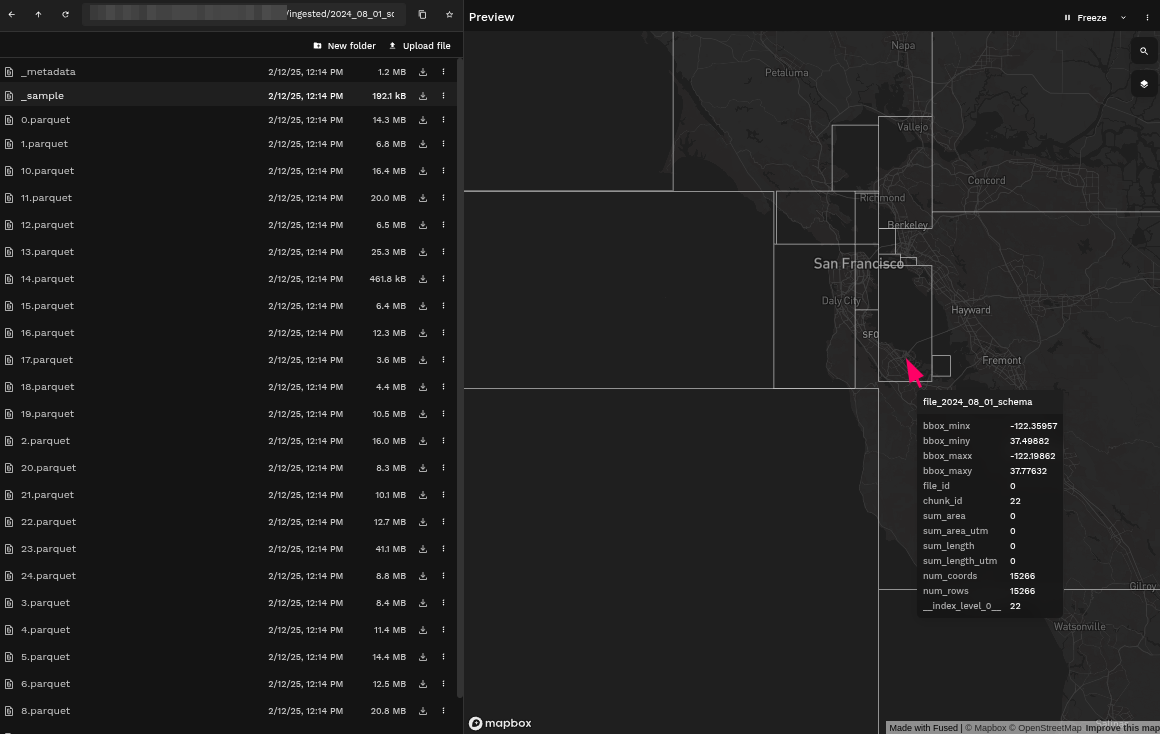 /ingested/2024_08_01_sc
New folder
Upload file
_metadata 2/12/25, 12:14 PM 1.2 MB
_sample 2/12/25, 12:14 PM 192.1 kB
0.parquet 2/12/25, 12:14 PM 14.3 MB
1.parquet 2/12/25, 12:14 PM 6.8 MB
10.parquet 2/12/25, 12:14 PM 16.4 MB
11.parquet 2/12/25, 12:14 PM 20.0 MB
12.parquet 2/12/25, 12:14 PM 6.5 MB
13.parquet 2/12/25, 12:14 PM 25.3 MB
14.parquet 2/12/25, 12:14 PM 461.8 kB
15.parquet 2/12/25, 12:14 PM 6.4 MB
16.parquet 2/12/25, 12:14 PM 12.3 MB
17.parquet 2/12/25, 12:14 PM 3.6 MB
18.parquet 2/12/25, 12:14 PM 4.4 MB
19.parquet 2/12/25, 12:14 PM 10.5 MB
2.parquet 2/12/25, 12:14 PM 16.0 MB
20.parquet 2/12/25, 12:14 PM 8.3 MB
21.parquet 2/12/25, 12:14 PM 10.1 MB
22.parquet 2/12/25, 12:14 PM 12.7 MB
23.parquet 2/12/25, 12:14 PM 41.1 MB
24.parquet 2/12/25, 12:14 PM 8.8 MB
3.parquet 2/12/25, 12:14 PM 8.4 MB
4.parquet 2/12/25, 12:14 PM 11.4 MB
5.parquet 2/12/25, 12:14 PM 14.4 MB
6.parquet 2/12/25, 12:14 PM 12.5 MB
8.parquet 2/12/25, 12:14 PM 20.8 MB
Preview
Freeze
Napa
Petaluma
Vallejo
Concord
Richmond
Berkeley
San Francisco
Daly City
Hayward
SFO
Fremont
file_2024_08_01_schema
bbox_minx -122.35957
bbox_miny 37.49882
bbox_maxx -122.19862
bbox_maxy 37.77632
file_id 0
chunk_id 22
sum_area 0
sum_area_utm 0
sum_length 0
sum_length_utm 0
num_coords 15266
num_rows 15266
__index_level_0__ 22
Gilroy
Watsonville
mapbox
Made with Fused | © Mapbox © OpenStreetMap Improve this map